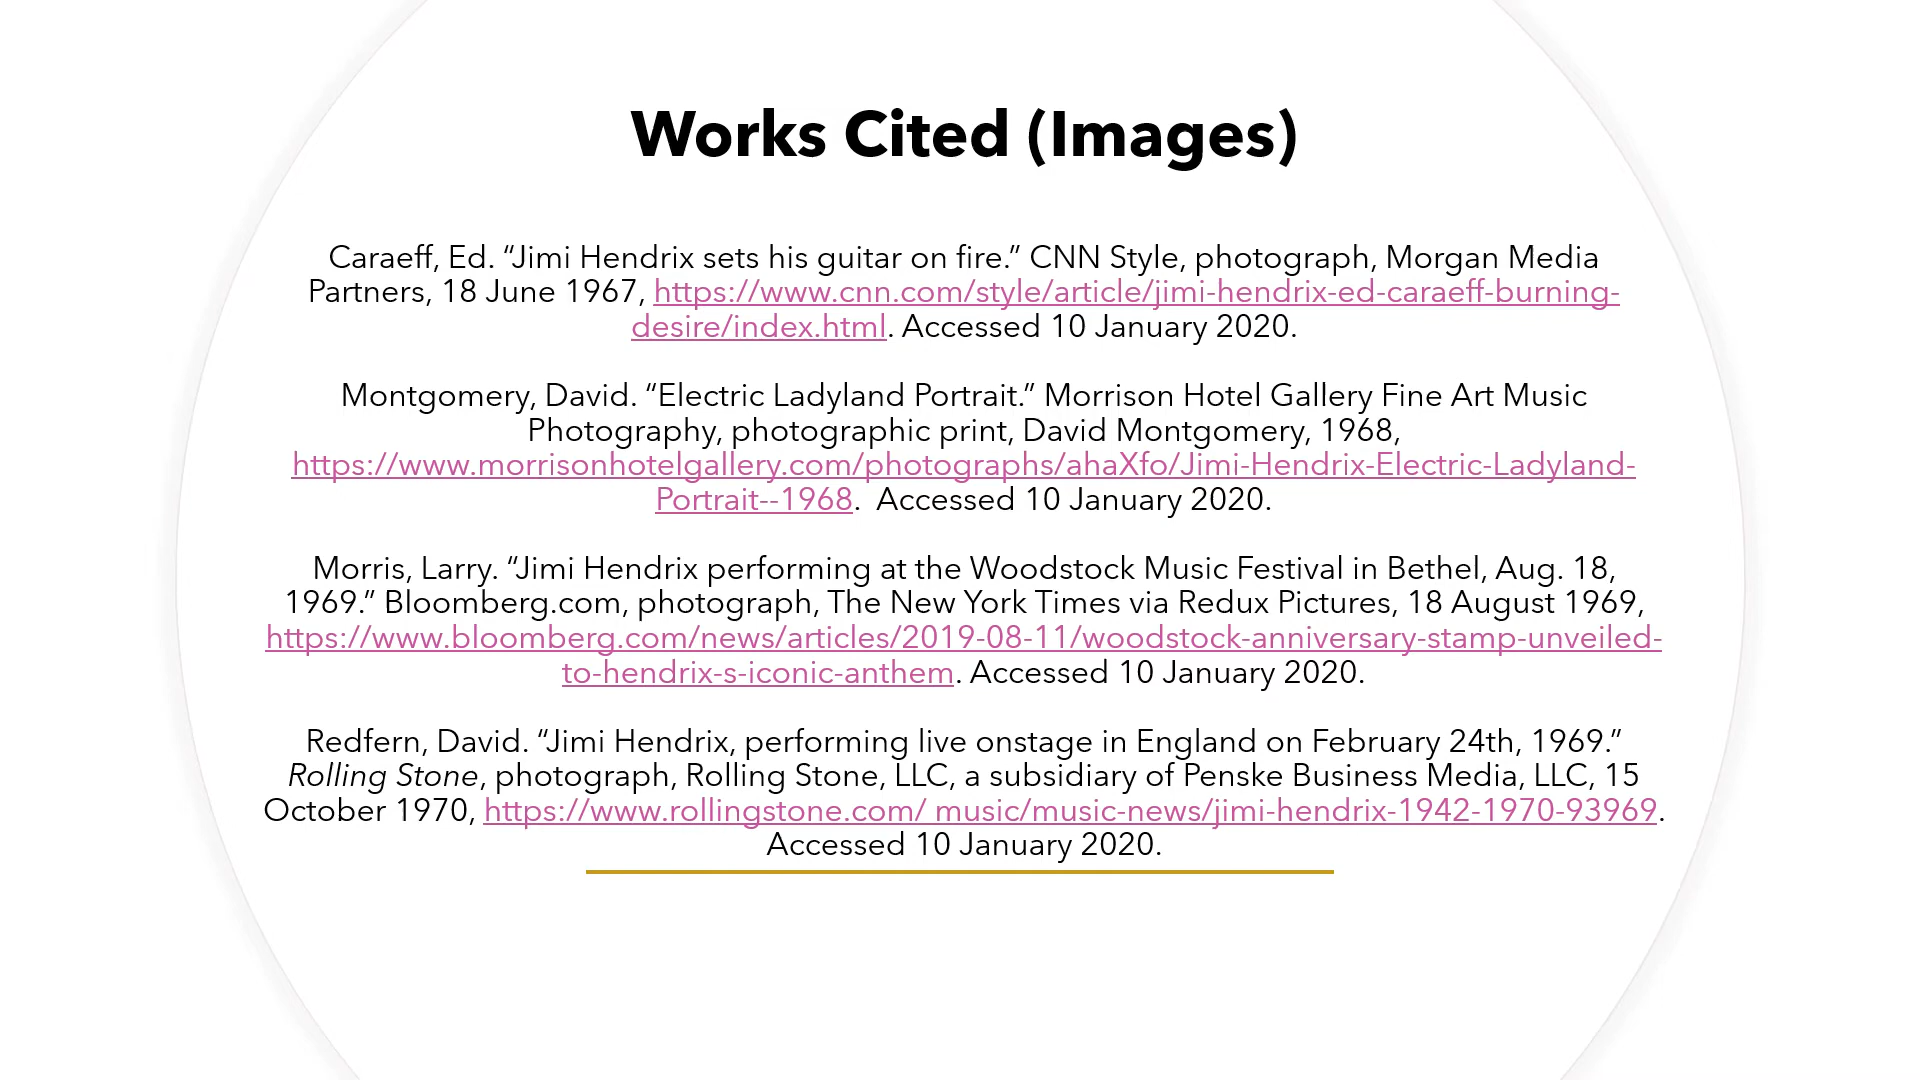 Works Cited (Images)
Caraeff, Ed. “Jimi Hendrix sets his guitar on fire.” CNN Style, photograph, Morgan Media
Partners, 18 June 1967, https://www.cnn.com/style/article/jimi-hendrix-ed-caraeff-burning-
desire/index.html. Accessed 10 January 2020.
Montgomery, David. “Electric Ladyland Portrait.” Morrison Hotel Gallery Fine Art Music
Photography, photographic print, David Montgomery, 1968,
https://www.morrisonhotelgallery.com/photographs/ahaXfo/Jimi-Hendrix-Electric-Ladyland-
Portrait--1968.  Accessed 10 January 2020.
Morris, Larry. “Jimi Hendrix performing at the Woodstock Music Festival in Bethel, Aug. 18,
1969.” Bloomberg.com, photograph, The New York Times via Redux Pictures, 18 August 1969,
https://www.bloomberg.com/news/articles/2019-08-11/woodstock-anniversary-stamp-unveiled-
to-hendrix-s-iconic-anthem. Accessed 10 January 2020.
Redfern, David. “Jimi Hendrix, performing live onstage in England on February 24th, 1969.”
Rolling Stone, photograph, Rolling Stone, LLC, a subsidiary of Penske Business Media, LLC, 15
October 1970, https://www.rollingstone.com/ music/music-news/jimi-hendrix-1942-1970-93969.
Accessed 10 January 2020.